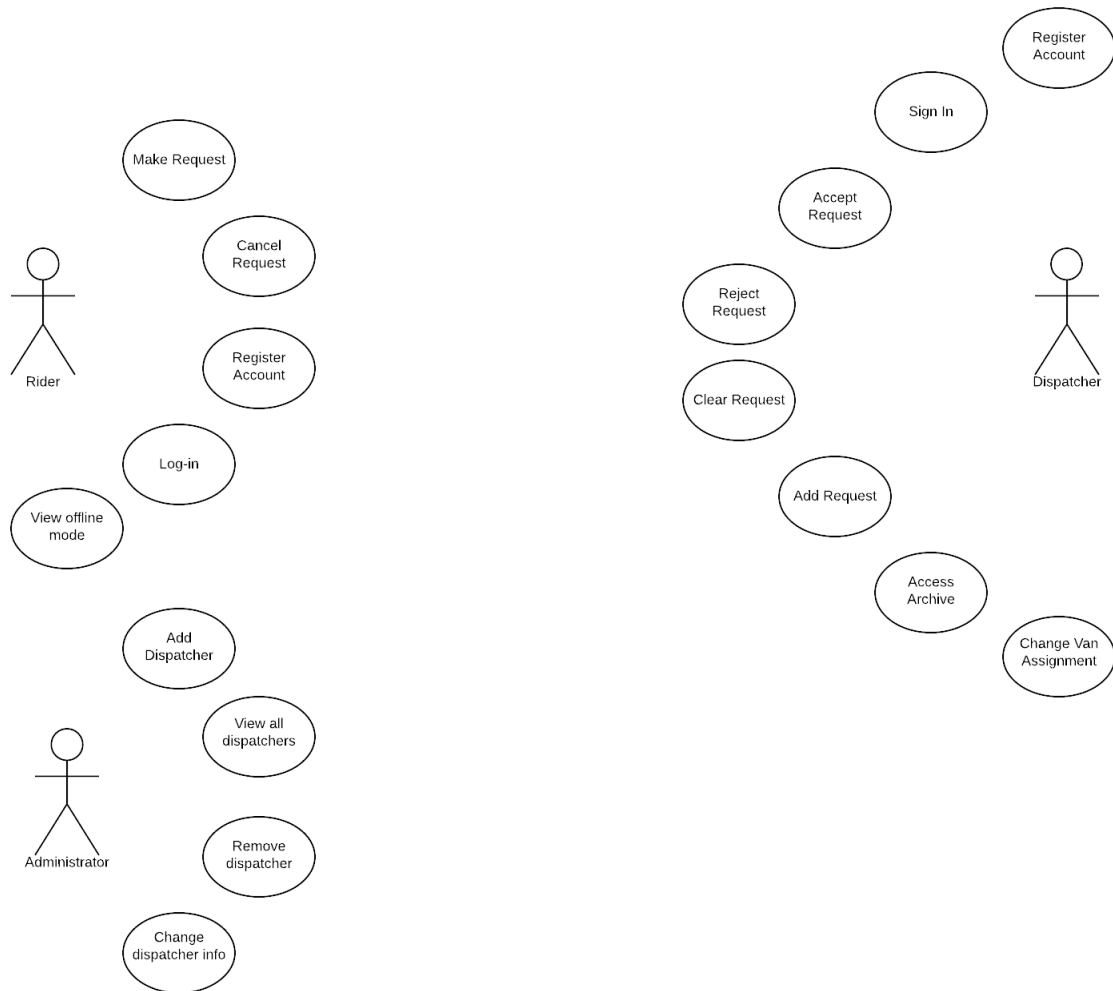 Make Request
Cancel
Request
Rider
Register
Account
Log-in
View offline
mode
Add
Dispatcher
View all
dispatchers
Administrator
Remove
dispatcher
Change
dispatcher info
Register
Account
Sign In
Accept
Request
Reject
Request
Dispatcher
Clear Request
Add Request
Access
Archive
Change Van
Assignment